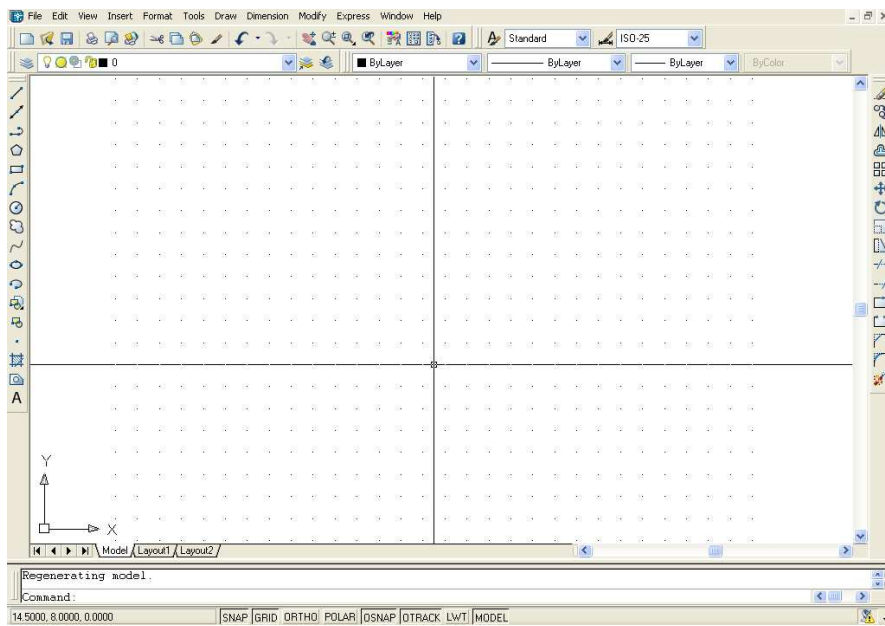 File Edit View Insert Format Tools Draw Dimension Modify Express Window Help
Standard ISO-25
0 ByLayer ByLayer ByLayer ByColor
A
Y
X
Model Layout1 Layout2
Regenerating model.
Command:
14.5000, 8.0000, 0.0000 SNAP GRID ORTHO POLAR OSNAP OTRACK LWT MODEL